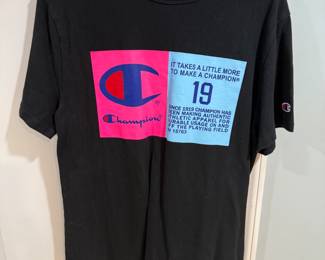 IT TAKES A LITTLE MORE
TO MAKE A CHAMPION®
19
SINCE 1919 CHAMPION HAS
BEEN MAKING AUTHENTIC
ATHLETIC APPAREL FOR
DURABLE USAGE ON AND
OFF THE PLAYING FIELD
Champion